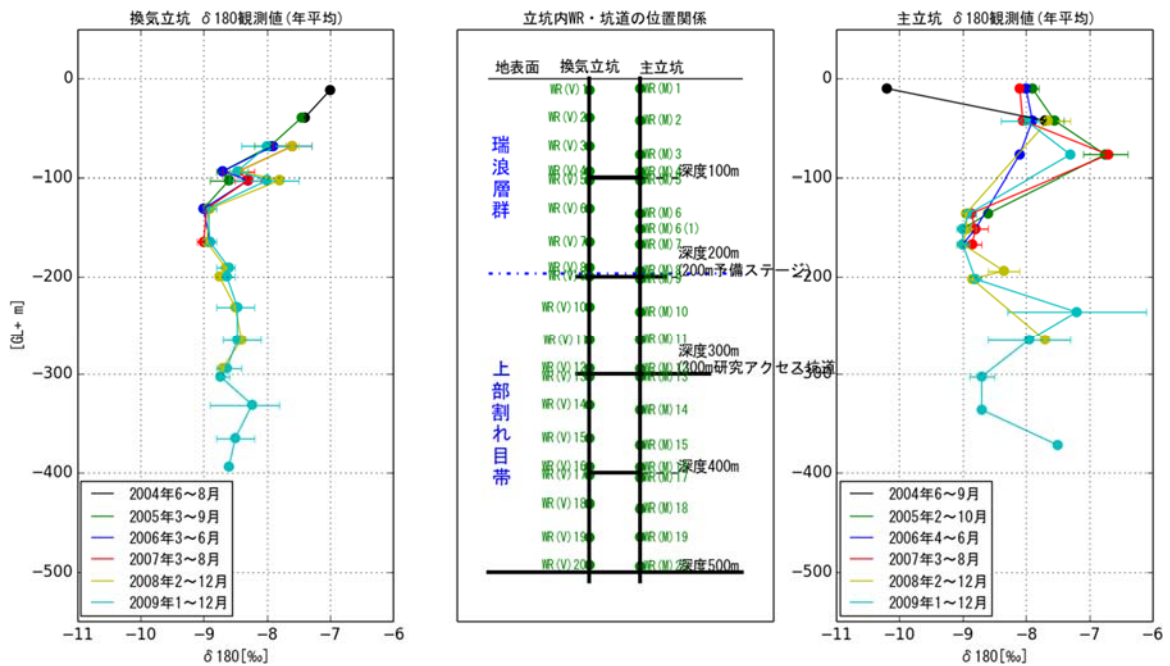 換気立坑 δ18O観測値(年平均)
0
-100
-200
-300
-400
-500
[GL+ m]
2004年6～8月
2005年3～9月
2006年3～6月
2007年3～8月
2008年2～12月
2009年1～12月
-11
-10
-9
-8
-7
-6
δ18O[‰]
立坑内WR・坑道の位置関係
地表面
換気立坑
主立坑
WR(V)1
WR(M)1
WR(V)2
WR(M)2
WR(V)3
WR(M)3
深度100m
瑞浪層群
WR(V)6
WR(M)6
WR(M)6(1)
WR(V)7
WR(M)7
深度200m
(200m予備ステージ)
WR(M)9
WR(V)10
WR(M)10
WR(V)11
WR(M)11
深度300m
(300m研究アクセス坑道
WR(M)13
上部割れ目帯
WR(V)14
WR(M)14
WR(V)15
WR(M)15
WR(V)16
深度400m
WR(M)17
WR(V)18
WR(M)18
WR(V)19
WR(M)19
WR(V)20
深度500m
主立坑 δ18O観測値(年平均)
0
-100
-200
-300
-400
-500
2004年6～9月
2005年2～10月
2006年4～6月
2007年3～8月
2008年2～12月
2009年1～12月
-11
-10
-9
-8
-7
-6
δ18O[‰]